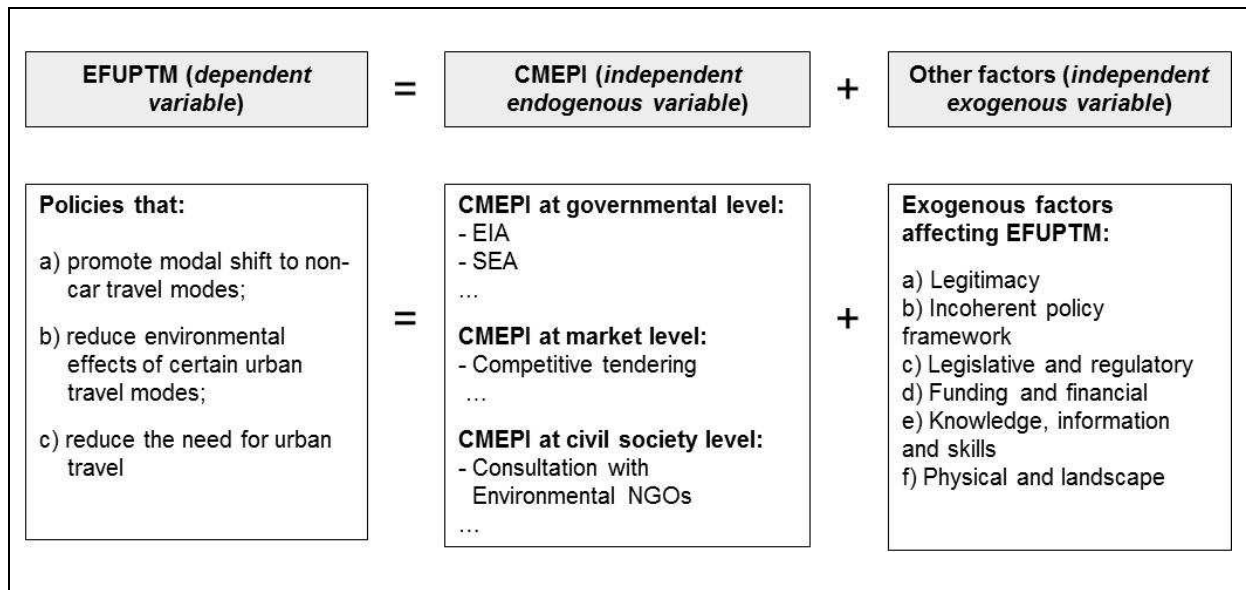 EFUPTM (dependent
variable)
=
CMEPI (independent
endogenous variable)
+
Other factors (independent
exogenous variable)
Policies that:
a) promote modal shift to non-
car travel modes;
b) reduce environmental
effects of certain urban
travel modes;
c) reduce the need for urban
travel
=
CMEPI at governmental level:
- EIA
- SEA
…
CMEPI at market level:
- Competitive tendering
…
CMEPI at civil society level:
- Consultation with
Environmental NGOs
…
+
Exogenous factors
affecting EFUPTM:
a) Legitimacy
b) Incoherent policy
framework
c) Legislative and regulatory
d) Funding and financial
e) Knowledge, information
and skills
f) Physical and landscape